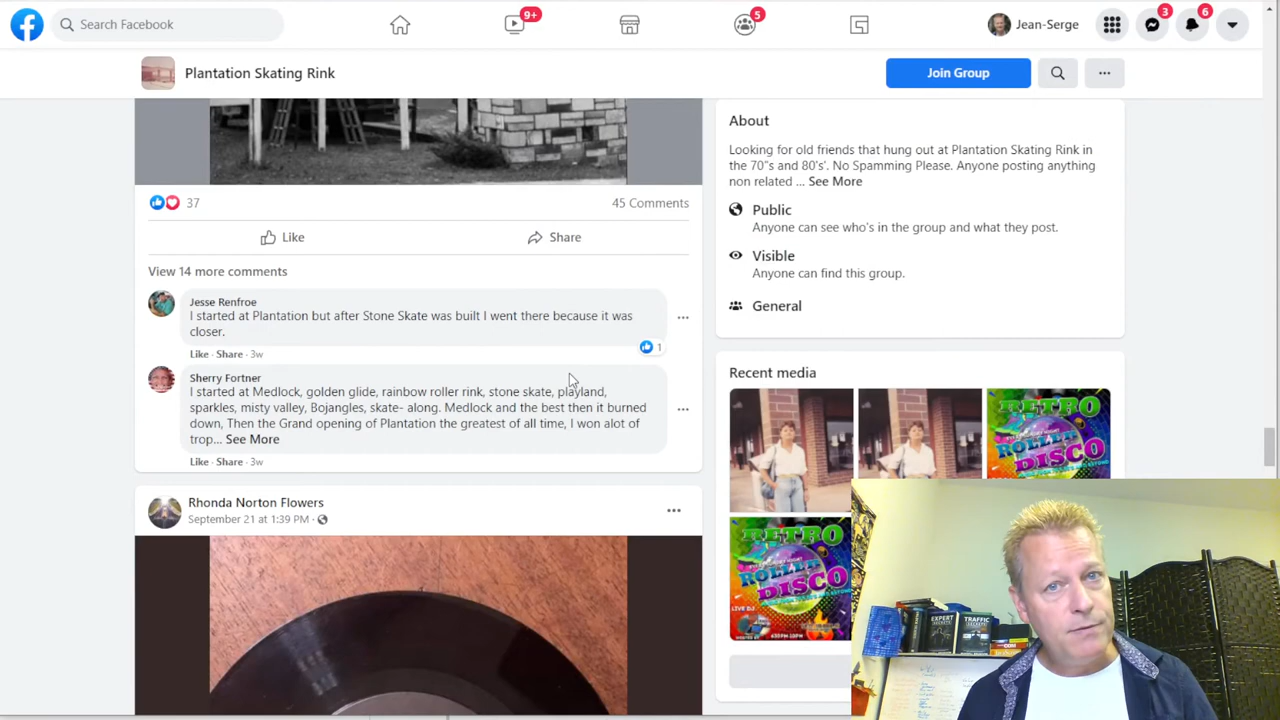 Search Facebook
9+
5
Jean-Serge
3
6
Plantation Skating Rink
Join Group
37
45 Comments
Like
Share
View 14 more comments
Jesse Renfroe
I started at Plantation but after Stone Skate was built I went there because it was
closer.
Like · Share · 3w
1
Sherry Fortner
I started at Medlock, golden glide, rainbow roller rink, stone skate, playland,
sparkles, misty valley, Bojangles, skate- along. Medlock and the best then it burned
down, Then the Grand opening of Plantation the greatest of all time, I won alot of
trop... See More
Like · Share · 3w
Rhonda Norton Flowers
September 21 at 1:39 PM ·
About
Looking for old friends that hung out at Plantation Skating Rink in
the 70"s and 80's'. No Spamming Please. Anyone posting anything
non related ... See More
Public
Anyone can see who's in the group and what they post.
Visible
Anyone can find this group.
General
Recent media
RETRO
ROLLER
DISCO
RETRO
ROLLER
DISCO
LIVE DJ
EXPERT
SECRETS
TRAFFIC
SECRETS